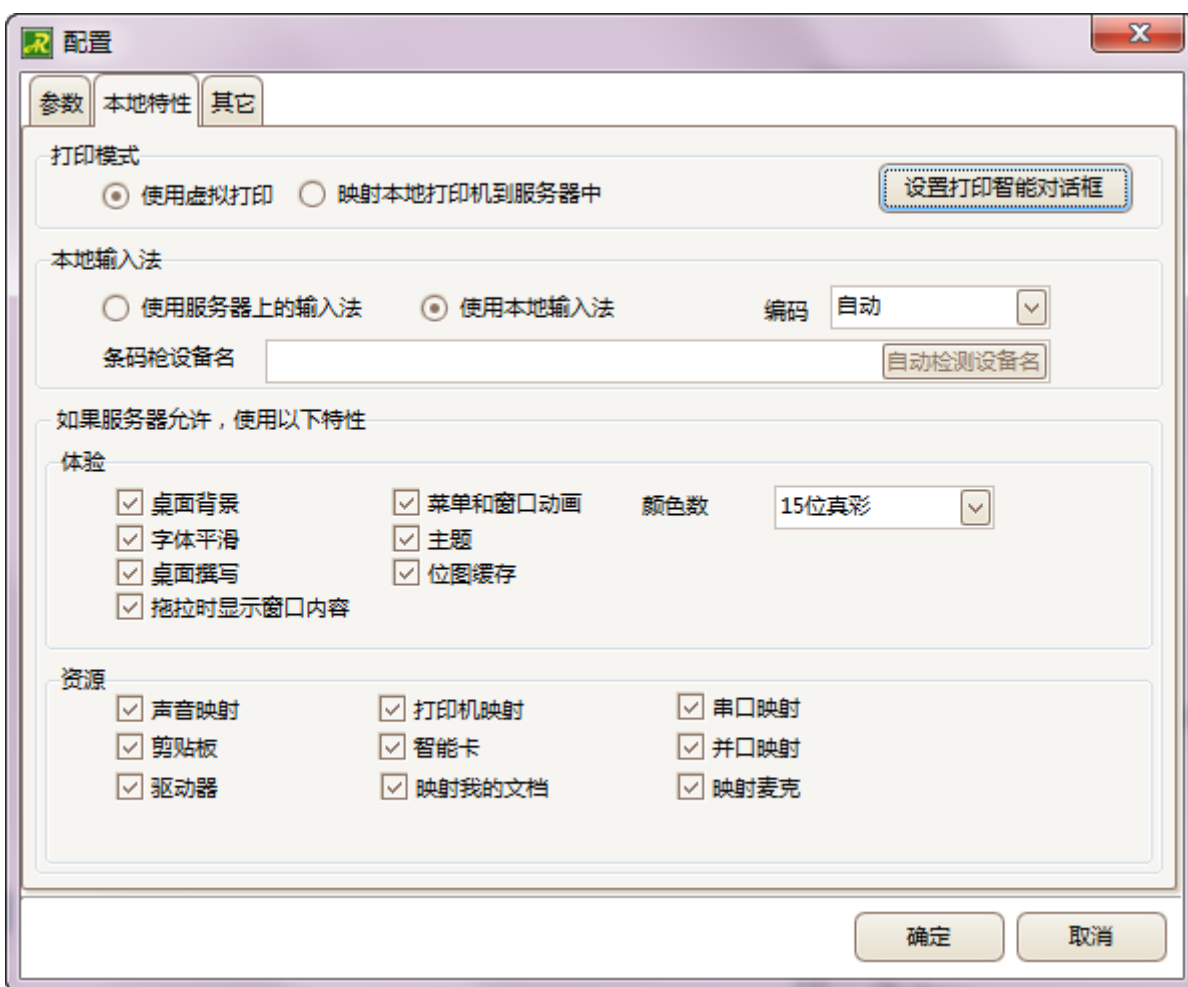 配置
参数 本地特性 其它
打印模式
使用虚拟打印 映射本地打印机到服务器中 设置打印智能对话框
本地输入法
使用服务器上的输入法 使用本地输入法 编码 自动
条码枪设备名 自动检测设备名
如果服务器允许，使用以下特性
体验
桌面背景 菜单和窗口动画 颜色数 15位真彩
字体平滑 主题
桌面撰写 位图缓存
拖拉时显示窗口内容
资源
声音映射 打印机映射 串口映射
剪贴板 智能卡 并口映射
驱动器 映射我的文档 映射麦克
确定 取消